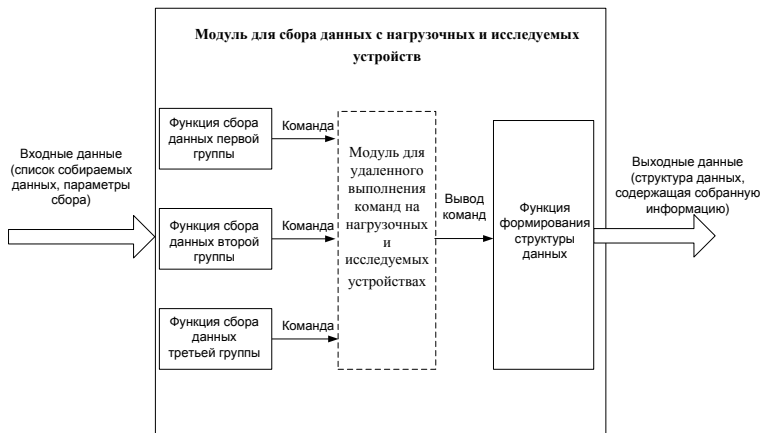 Модуль для сбора данных с нагрузочных и исследуемых
устройств
Входные данные
(список собираемых
данных, параметры
сбора)
Функция сбора
данных первой
группы
Команда
Функция сбора
данных второй
группы
Команда
Функция сбора
данных
третьей группы
Команда
Модуль для
удаленного
выполнения
команд на
нагрузочных
и
исследуемых
устройствах
Вывод
команд
Функция
формирования
структуры
данных
Выходные данные
(структура данных,
содержащая собранную
информацию)